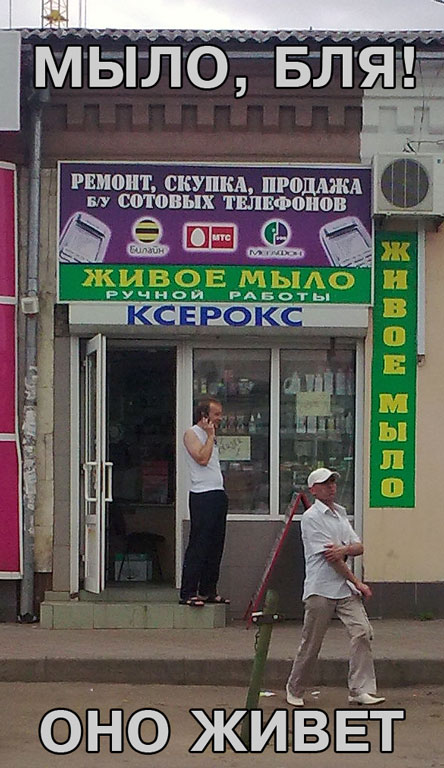 МЫЛО, БЛЯ!
РЕМОНТ, СКУПКА, ПРОДАЖА
Б/У СОТОВЫХ ТЕЛЕФОНОВ
Билайн МТС МЕГАФОН
ЖИВОЕ МЫЛО
РУЧНОЙ РАБОТЫ
КСЕРОКС
ЖИВОЕ МЫЛО
ОНО ЖИВЕТ